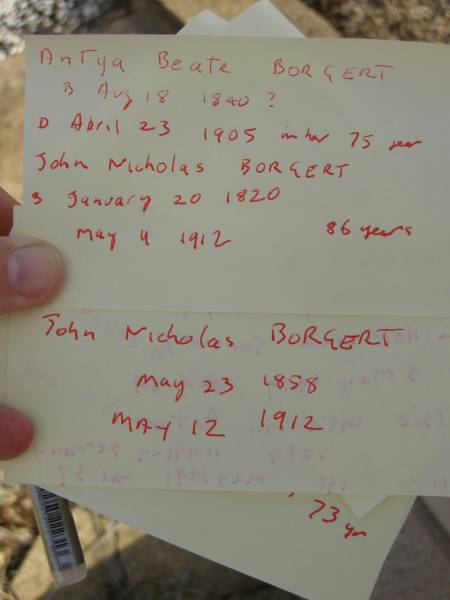 Antya Beate BORGERT
B Aug 18 1840 ?
D Abril 23 1905 in her 75 year
John Nicholas BORGERT
B January 20 1820
May 4 1912 86 years
John Nicholas BORGERT
May 23 1858
MAY 12 1912
73 yrs